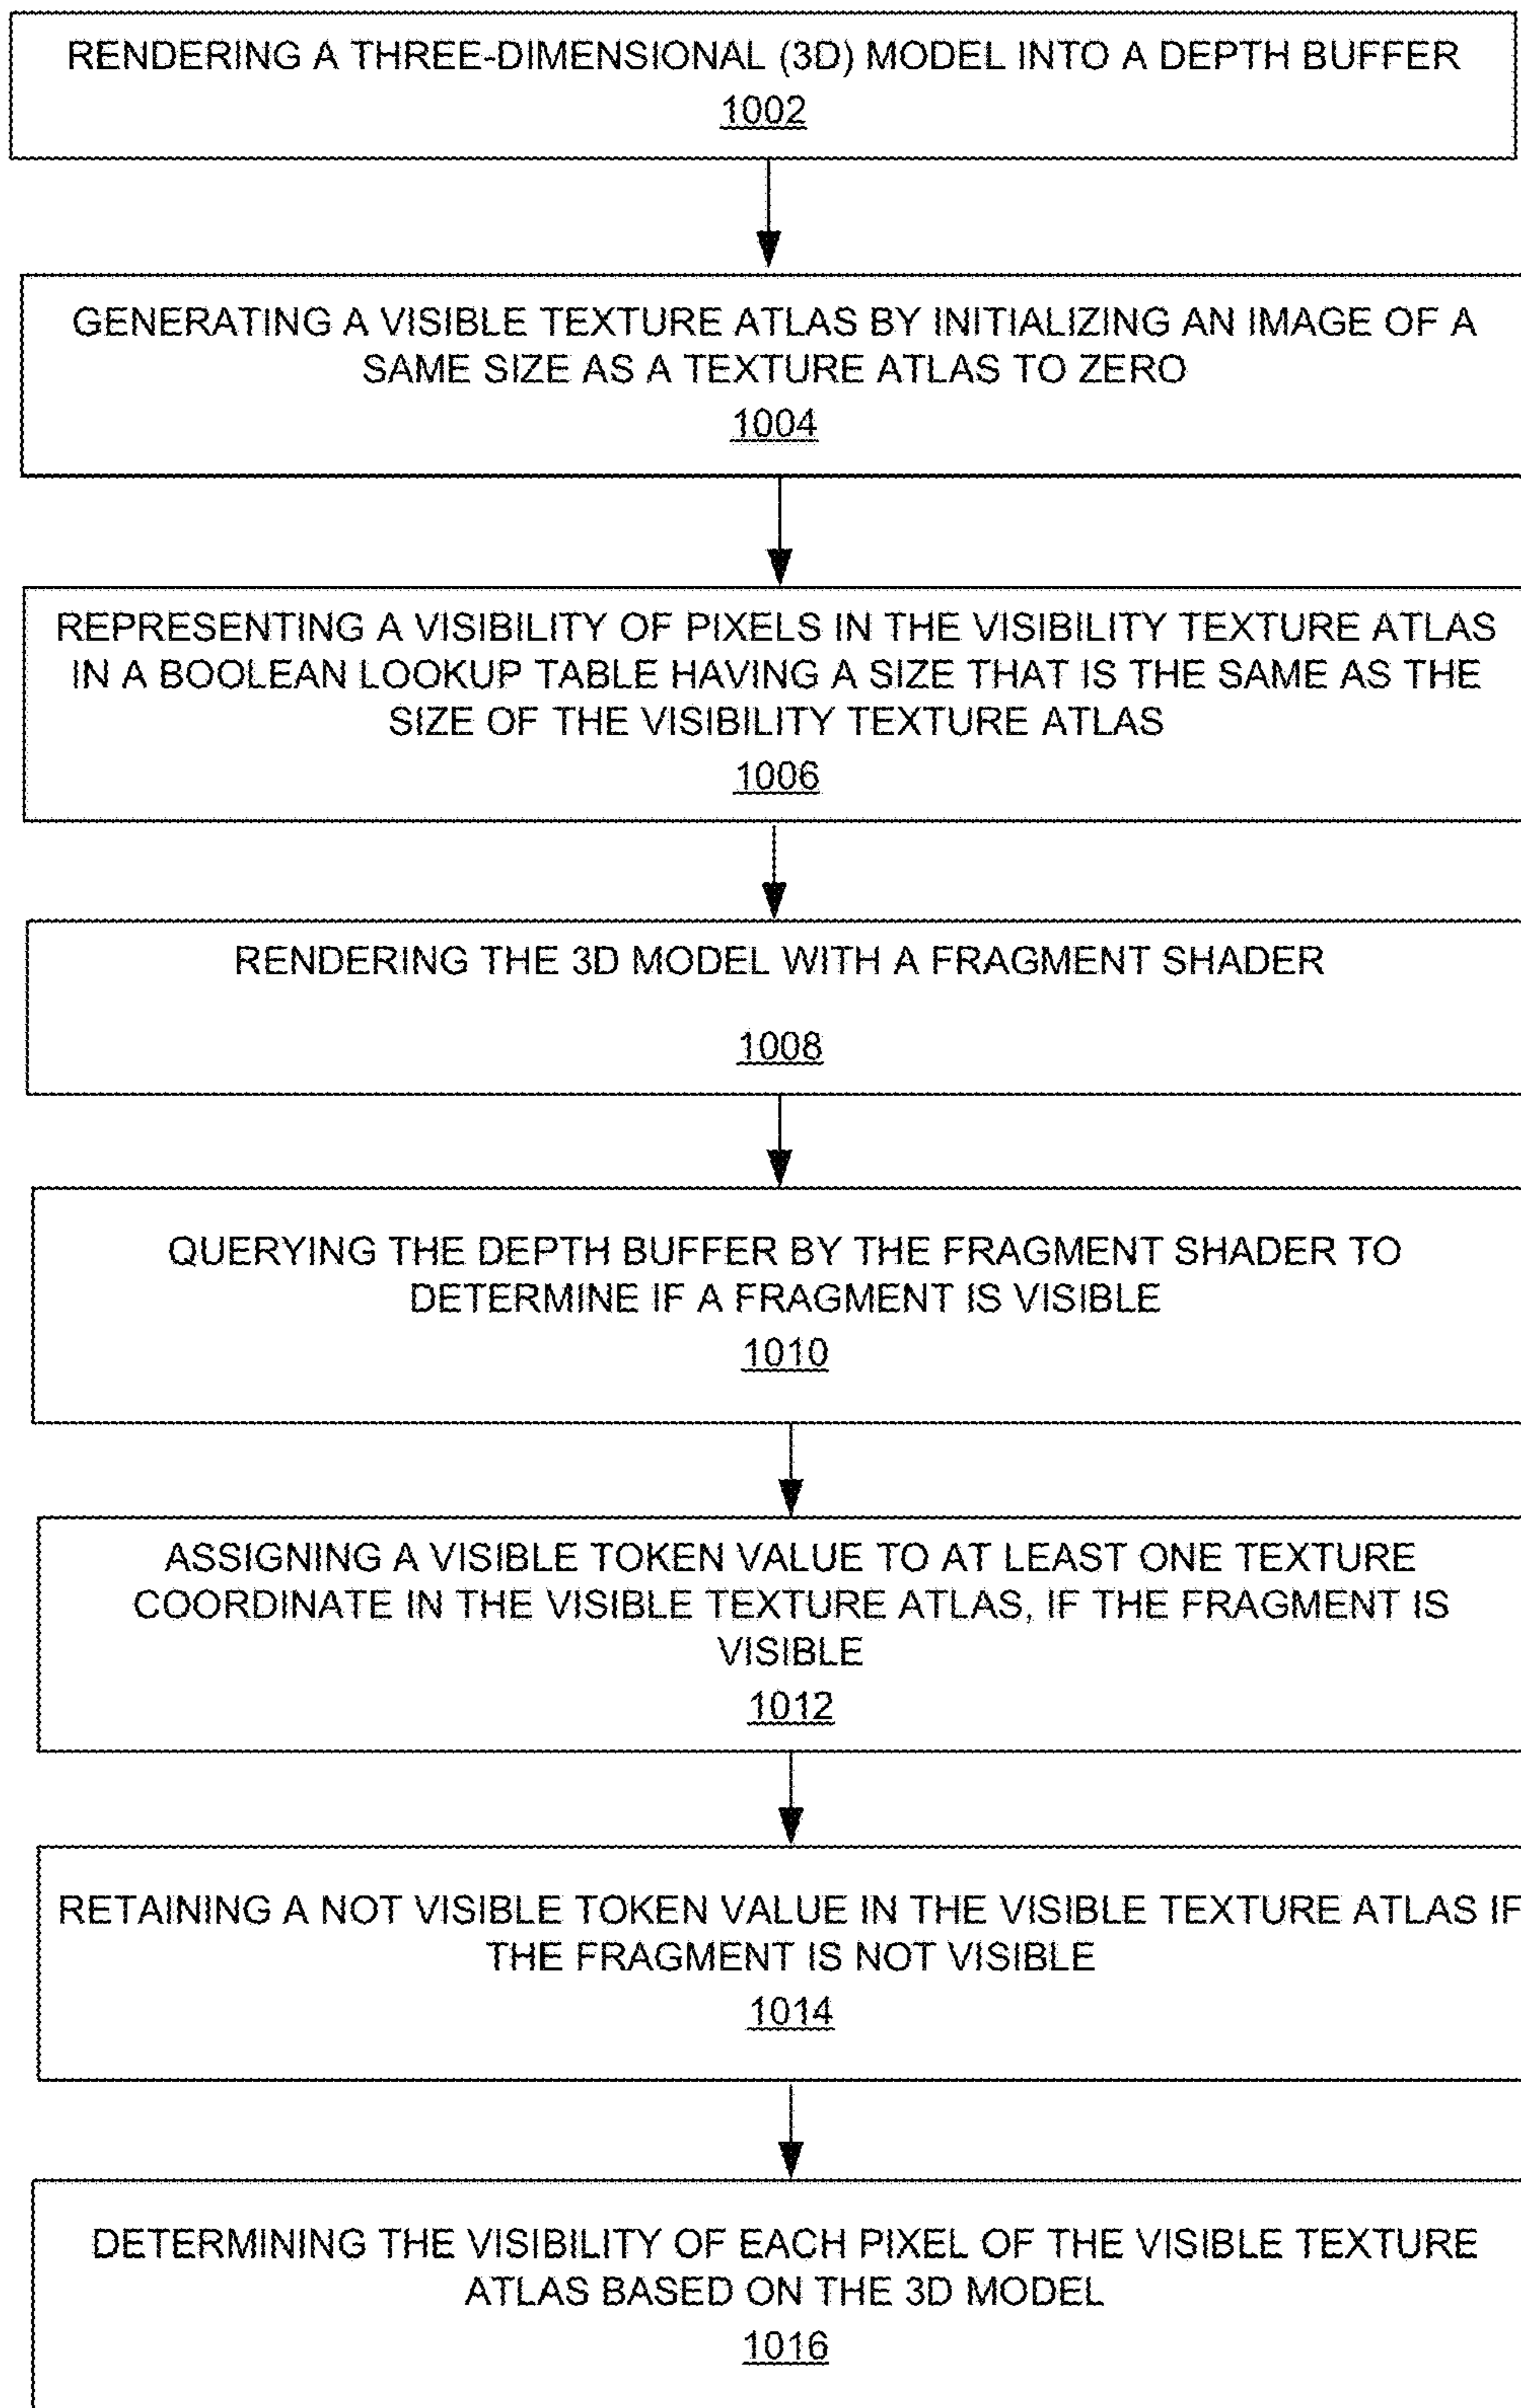 RENDERING A THREE-DIMENSIONAL (3D) MODEL INTO A DEPTH BUFFER
1002
GENERATING A VISIBLE TEXTURE ATLAS BY INITIALIZING AN IMAGE OF A
SAME SIZE AS A TEXTURE ATLAS TO ZERO
1004
REPRESENTING A VISIBILITY OF PIXELS IN THE VISIBILITY TEXTURE ATLAS
IN A BOOLEAN LOOKUP TABLE HAVING A SIZE THAT IS THE SAME AS THE
SIZE OF THE VISIBILITY TEXTURE ATLAS
1006
RENDERING THE 3D MODEL WITH A FRAGMENT SHADER
1008
QUERYING THE DEPTH BUFFER BY THE FRAGMENT SHADER TO
DETERMINE IF A FRAGMENT IS VISIBLE
1010
ASSIGNING A VISIBLE TOKEN VALUE TO AT LEAST ONE TEXTURE
COORDINATE IN THE VISIBLE TEXTURE ATLAS, IF THE FRAGMENT IS
VISIBLE
1012
RETAINING A NOT VISIBLE TOKEN VALUE IN THE VISIBLE TEXTURE ATLAS IF
THE FRAGMENT IS NOT VISIBLE
1014
DETERMINING THE VISIBILITY OF EACH PIXEL OF THE VISIBLE TEXTURE
ATLAS BASED ON THE 3D MODEL
1016